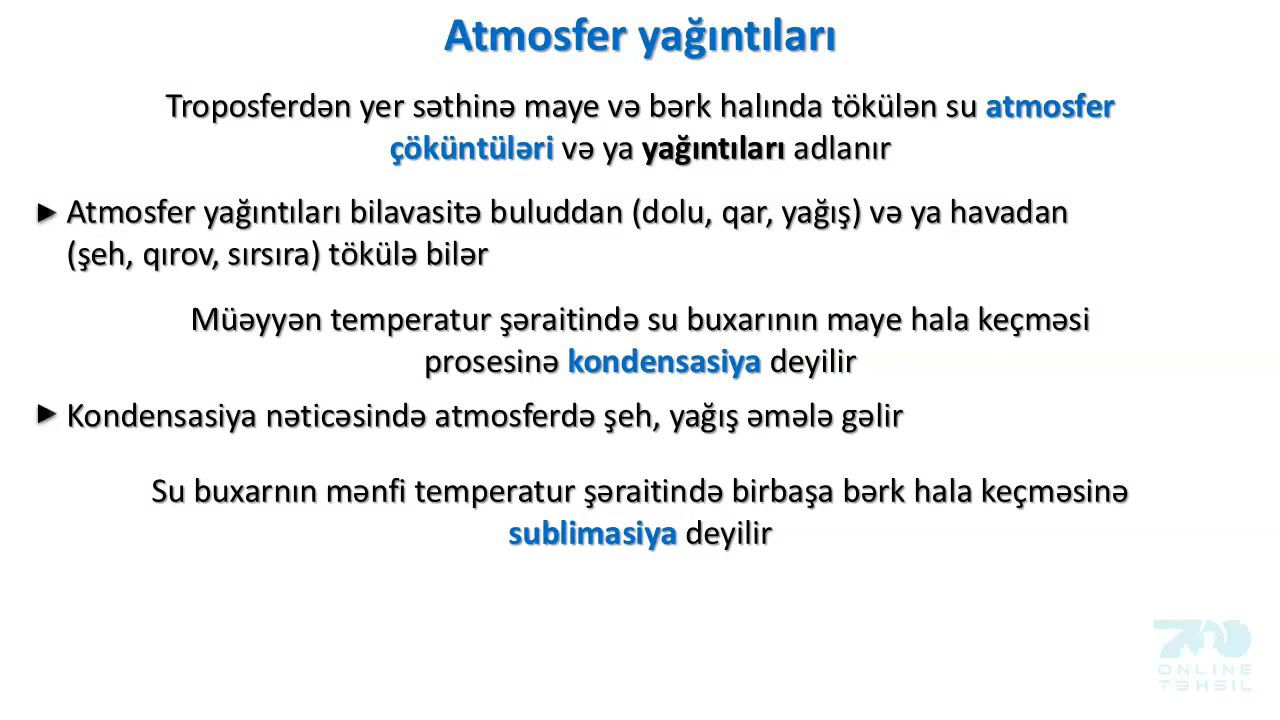 Atmosfer yağıntıları
Troposferdən yer səthinə maye və bərk halında tökülən su atmosfer
çöküntüləri və ya yağıntıları adlanır
► Atmosfer yağıntıları bilavasitə buluddan (dolu, qar, yağış) və ya havadan
(şeh, qırov, sırsıra) tökülə bilər
Müəyyən temperatur şəraitində su buxarının maye hala keçməsi
prosesinə kondensasiya deyilir
► Kondensasiya nəticəsində atmosferdə şeh, yağış əmələ gəlir
Su buxarnın mənfi temperatur şəraitində birbaşa bərk hala keçməsinə
sublimasiya deyilir
700
ONLINE
TƏHSİL